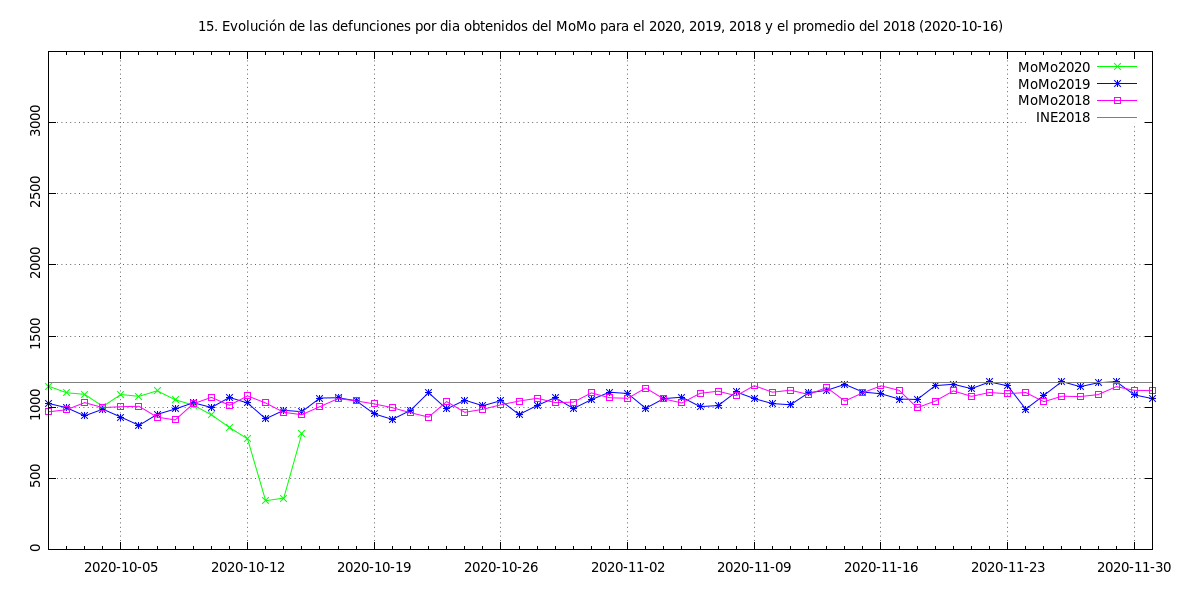 15. Evolución de las defunciones por dia obtenidos del MoMo para el 2020, 2019, 2018 y el promedio del 2018 (2020-10-16)
MoMo2020
MoMo2019
MoMo2018
INE2018
3000
2500
2000
1500
1000
500
0
2020-10-05 2020-10-12 2020-10-19 2020-10-26 2020-11-02 2020-11-09 2020-11-16 2020-11-23 2020-11-30